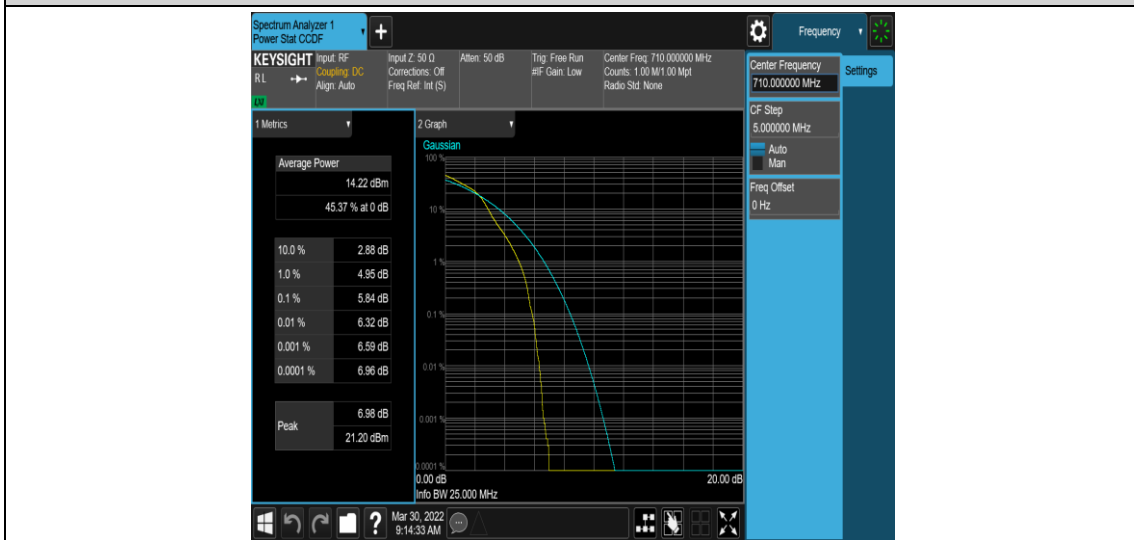 Spectrum Analyzer 1
Power Stat CCDF
+
Frequency
KEYSIGHT
Input: RF
Coupling: DC
Align: Auto
RL
LXI
Input Z: 50 Ω
Corrections: Off
Freq Ref: Int (S)
Atten: 50 dB
Trig: Free Run
#IF Gain: Low
Center Freq: 710.000000 MHz
Counts: 1.00 M/1.00 Mpt
Radio Std: None
Center Frequency
710.000000 MHz
Settings
CF Step
5.000000 MHz
Auto
Man
Freq Offset
0 Hz
1 Metrics
Average Power
14.22 dBm
45.37 % at 0 dB
10.0 % 2.88 dB
1.0 % 4.95 dB
0.1 % 5.84 dB
0.01 % 6.32 dB
0.001 % 6.59 dB
0.0001 % 6.96 dB
Peak
6.98 dB
21.20 dBm
2 Graph
Gaussian
100 %
10 %
1 %
0.1 %
0.01 %
0.001 %
0.0001 %
0.00 dB 20.00 dB
Info BW 25.000 MHz
?
Mar 30, 2022
9:14:33 AM